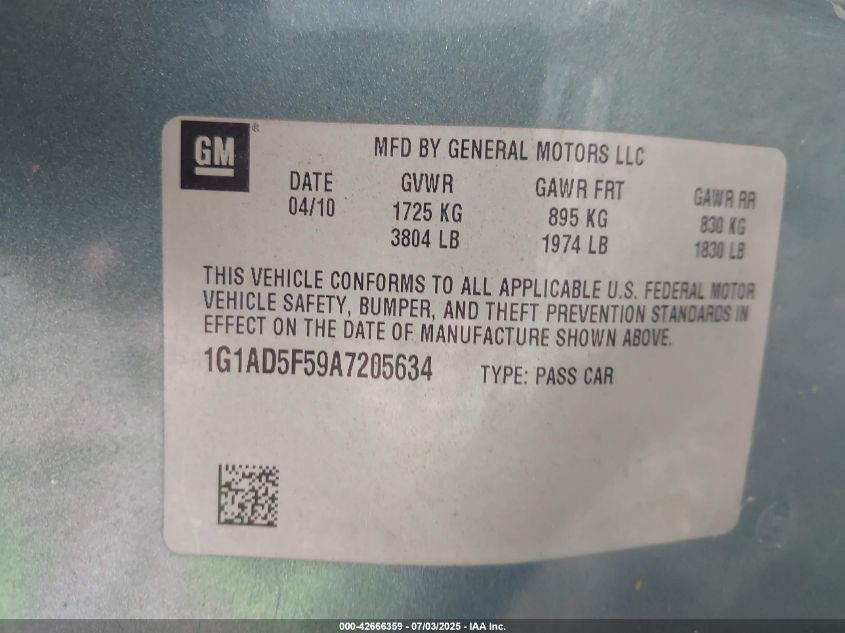 GM®
MFD BY GENERAL MOTORS LLC
DATE GVWR GAWR FRT GAWR RR
04/10 1725 KG 895 KG 830 KG
3804 LB 1974 LB 1830 LB
THIS VEHICLE CONFORMS TO ALL APPLICABLE U.S. FEDERAL MOTOR
VEHICLE SAFETY, BUMPER, AND THEFT PREVENTION STANDARDS IN
EFFECT ON THE DATE OF MANUFACTURE SHOWN ABOVE.
1G1AD5F59A7205634 TYPE: PASS CAR
000-42666359 - 07/03/2025 - IAA Inc.